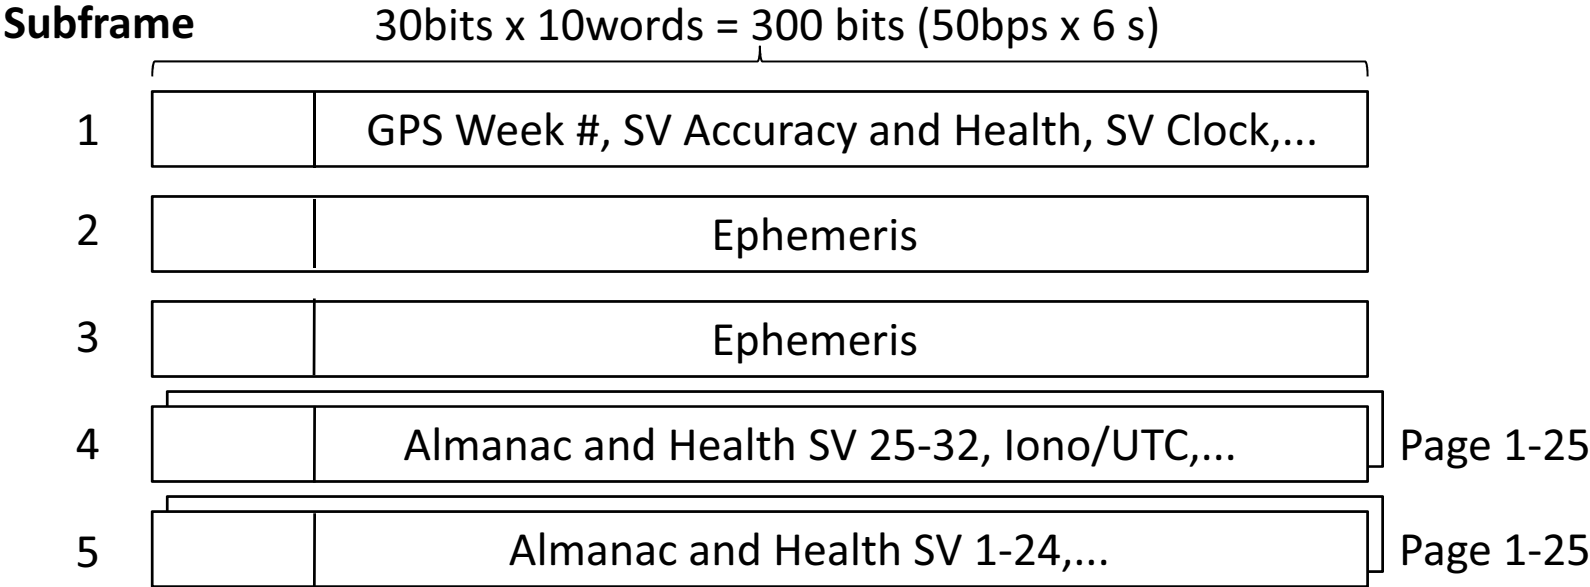 Subframe 30bits x 10words = 300 bits (50bps x 6 s)
1 GPS Week #, SV Accuracy and Health, SV Clock,...
2 Ephemeris
3 Ephemeris
4 Almanac and Health SV 25-32, Iono/UTC,... Page 1-25
5 Almanac and Health SV 1-24,... Page 1-25